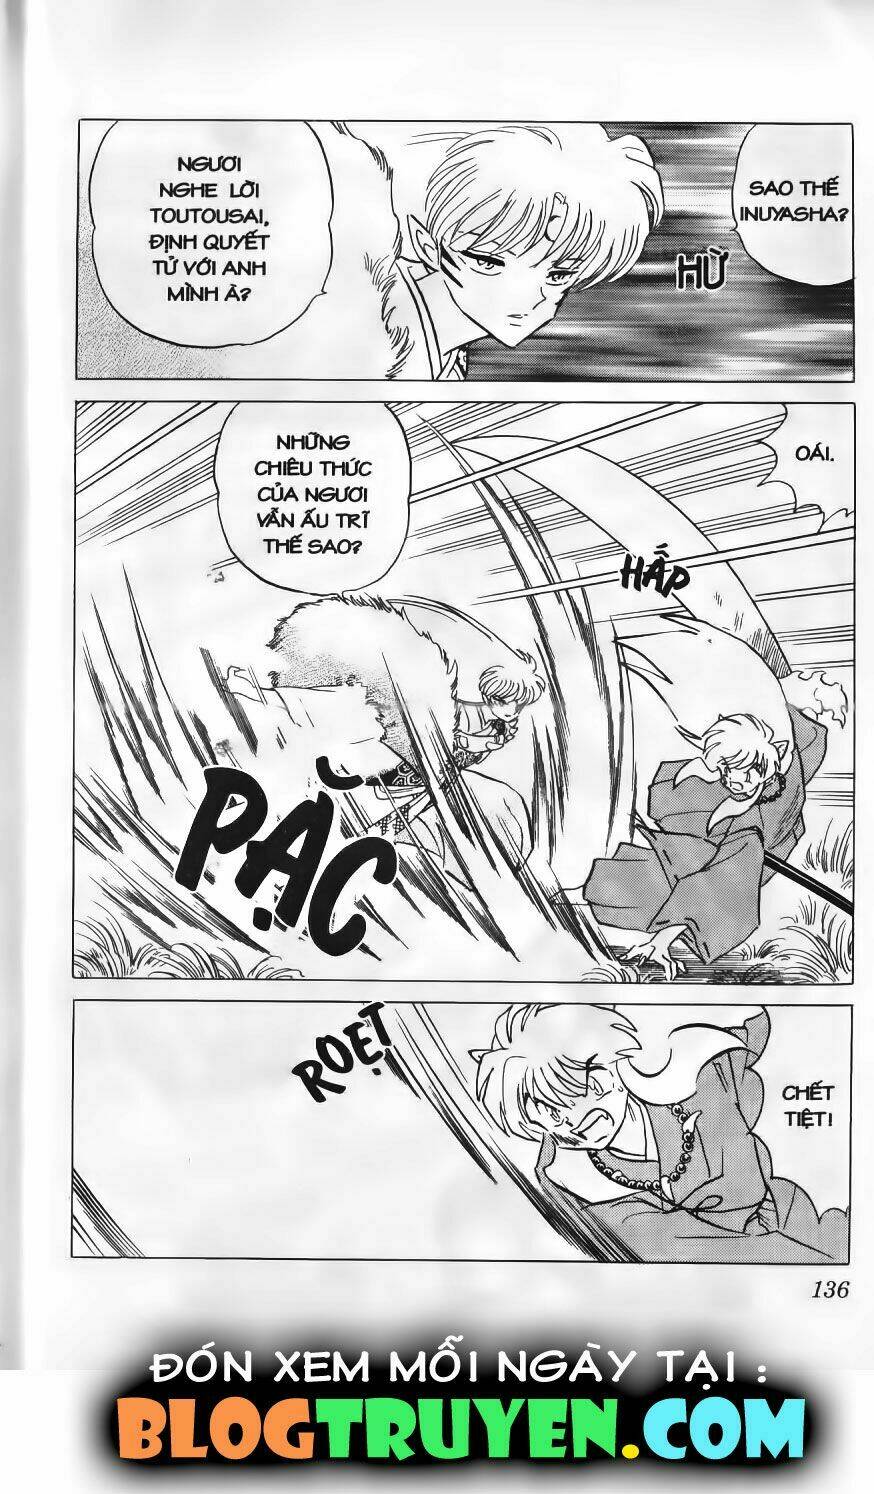 SAO THẾ
INUYASHA?
HỪ
NGƯƠI
NGHE LỜI
TOUTOUSAI,
ĐỊNH QUYẾT
TỬ VỚI ANH
MÌNH À?
OÁI.
HẤP
NHỮNG
CHIÊU THỨC
CỦA NGƯƠI
VẪN ẤU TRĨ
THẾ SAO?
PẶC
CHẾT
TIỆT!
ROẸT
136
ĐÓN XEM MỖI NGÀY TẠI :
BLOGTRUYEN.COM